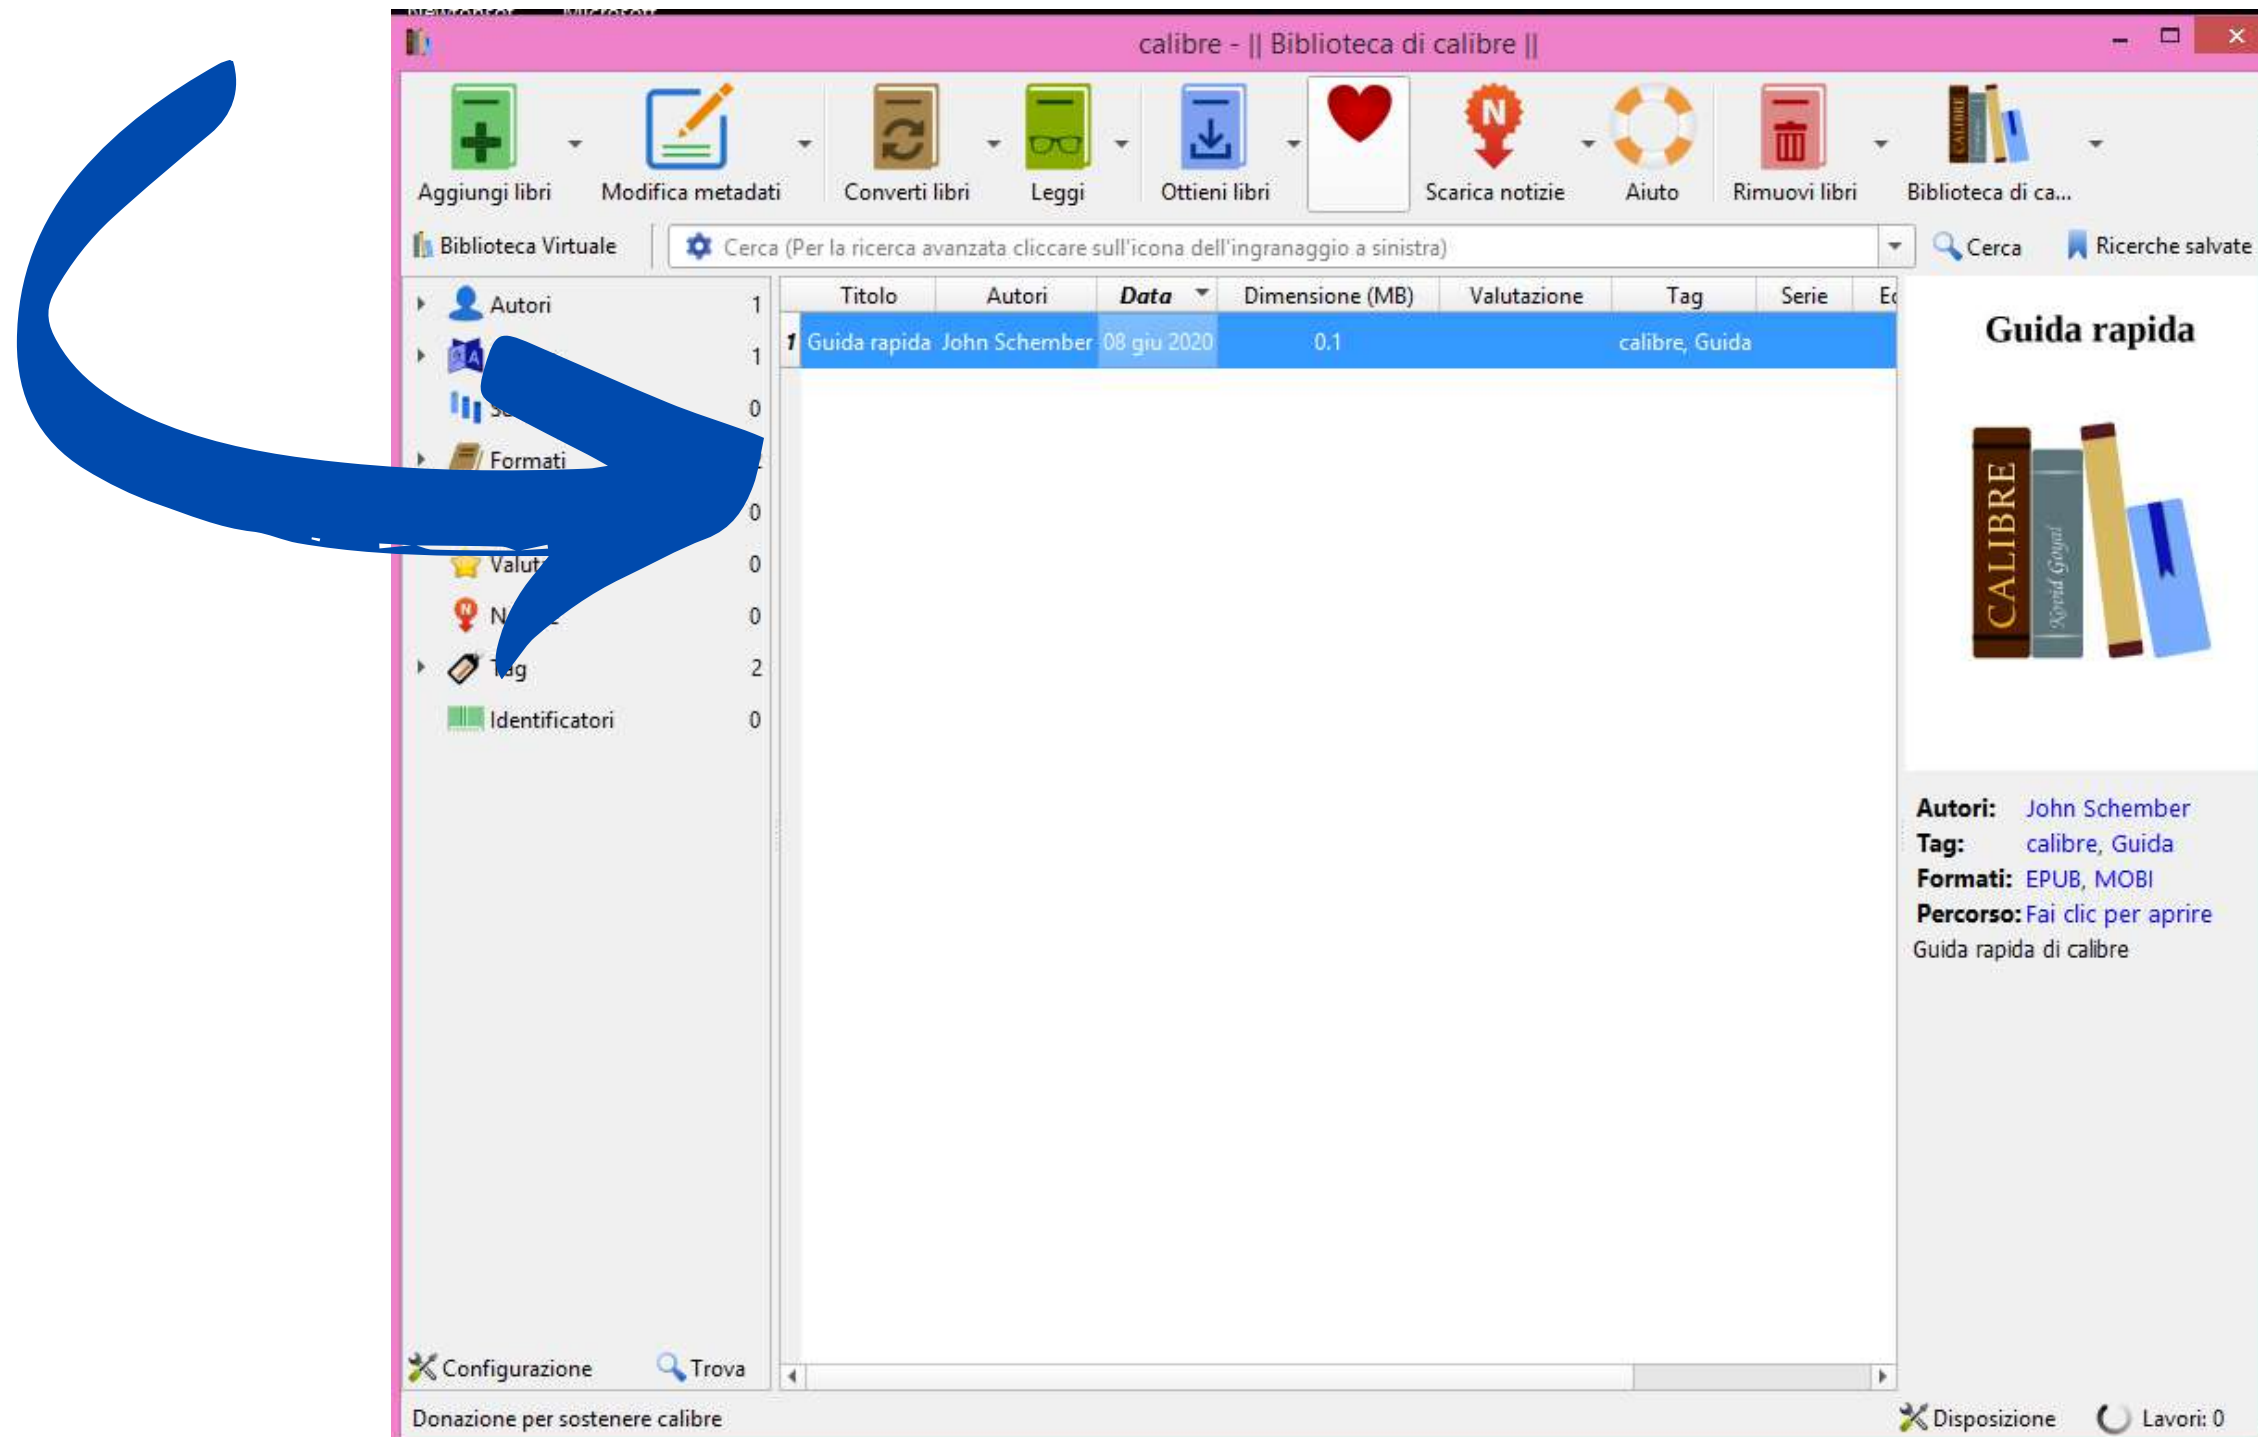 calibre - || Biblioteca di calibre ||
Aggiungi libri Modifica metadati Converti libri Leggi Ottieni libri Scarica notizie Aiuto Rimuovi libri Biblioteca di ca...
Biblioteca Virtuale Cerca (Per la ricerca avanzata cliccare sull'icona dell'ingranaggio a sinistra) Cerca Ricerche salvate
Autori 1
1
0
Formati
0
0
0
Tag 2
Identificatori 0
Configurazione Trova
Titolo Autori Data Dimensione (MB) Valutazione Tag Serie
1 Guida rapida John Schember 08 giu 2020 0.1 calibre, Guida
Guida rapida
CALIBRE
Kovid Goyal
Autori: John Schember
Tag: calibre, Guida
Formati: EPUB, MOBI
Percorso: Fai clic per aprire
Guida rapida di calibre
Donazione per sostenere calibre Disposizione Lavori: 0